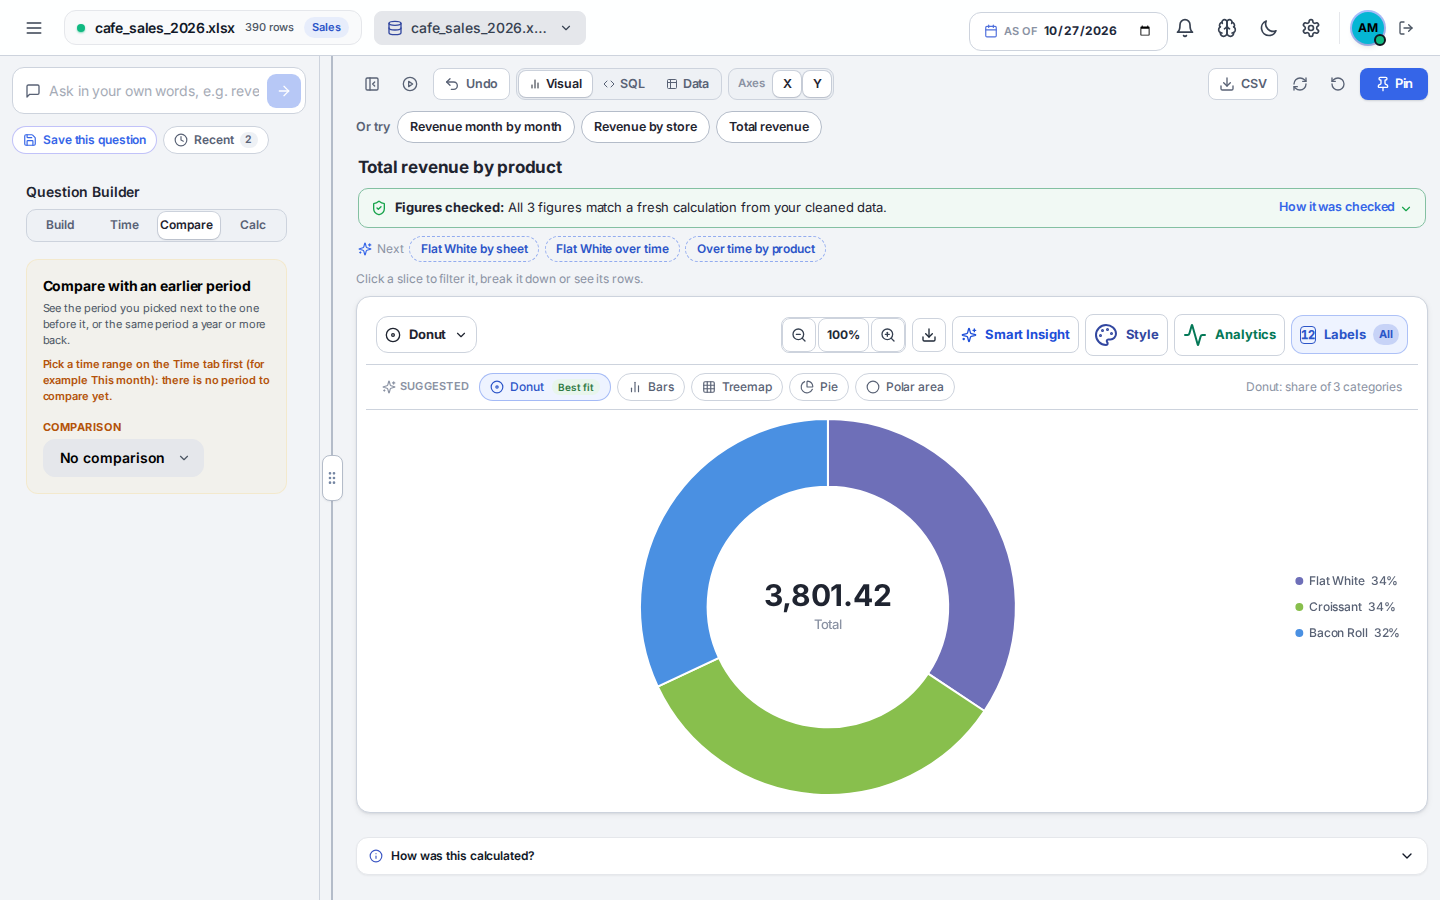 cafe_sales_2026.xlsx 390 rows Sales
cafe_sales_2026.x...
AS OF 10/27/2026
AM
Ask in your own words, e.g. reve
Save this question
Recent 2
Question Builder
Build Time Compare Calc
Compare with an earlier period
See the period you picked next to the one
before it, or the same period a year or more
back.
Pick a time range on the Time tab first (for
example This month): there is no period to
compare yet.
COMPARISON
No comparison
Undo Visual SQL Data Axes X Y CSV Pin
Or try Revenue month by month Revenue by store Total revenue
Total revenue by product
Figures checked: All 3 figures match a fresh calculation from your cleaned data. How it was checked
Next Flat White by sheet Flat White over time Over time by product
Click a slice to filter it, break it down or see its rows.
Donut 100% Smart Insight Style Analytics 12 Labels All
SUGGESTED Donut Best fit Bars Treemap Pie Polar area Donut: share of 3 categories
3,801.42
Total
Flat White 34%
Croissant 34%
Bacon Roll 32%
How was this calculated?